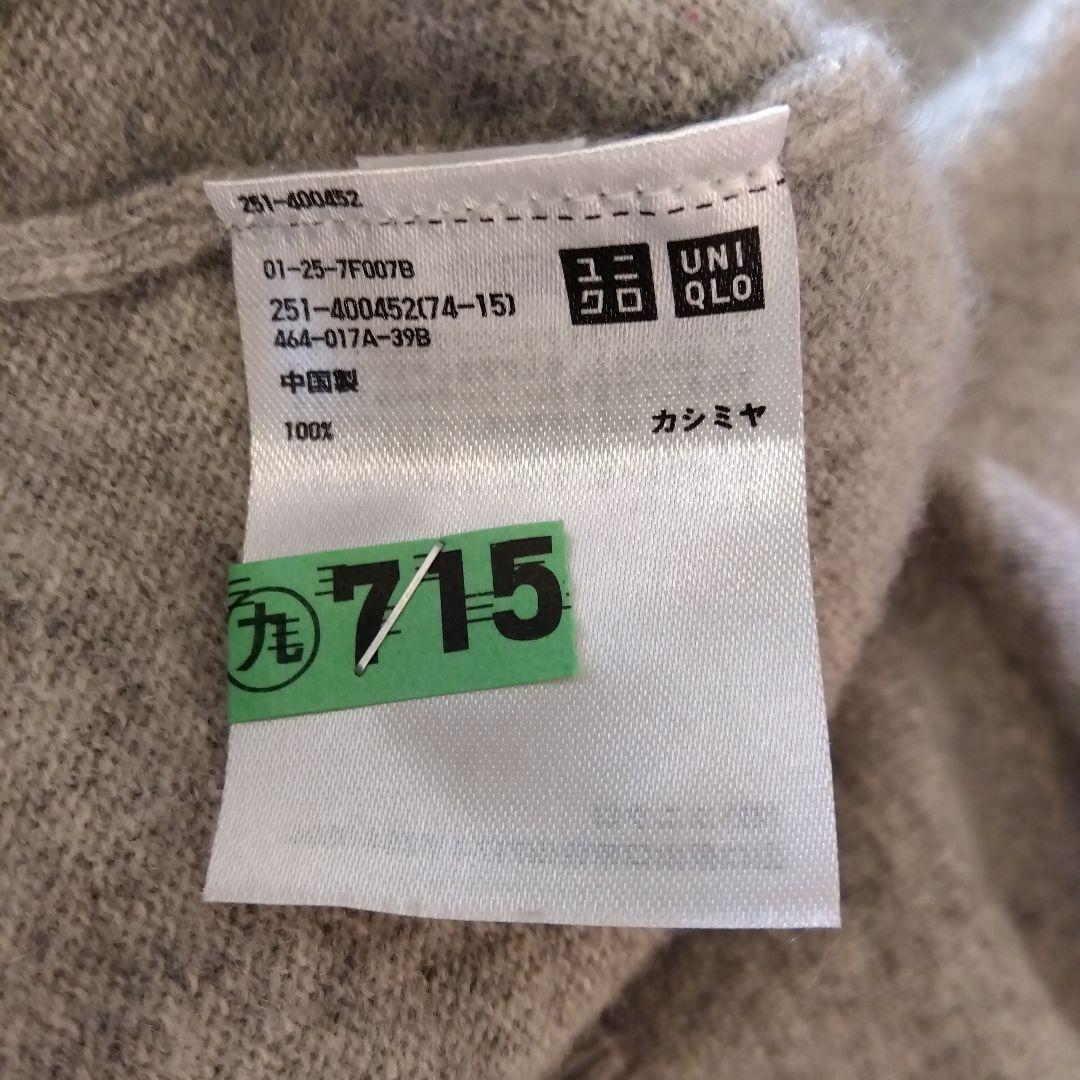 251-400452
01-25-7F007B
251-400452(74-15)
464-017A-39B
中国製
100% カシミヤ
ユニ
クロ
UNI
QLO
715